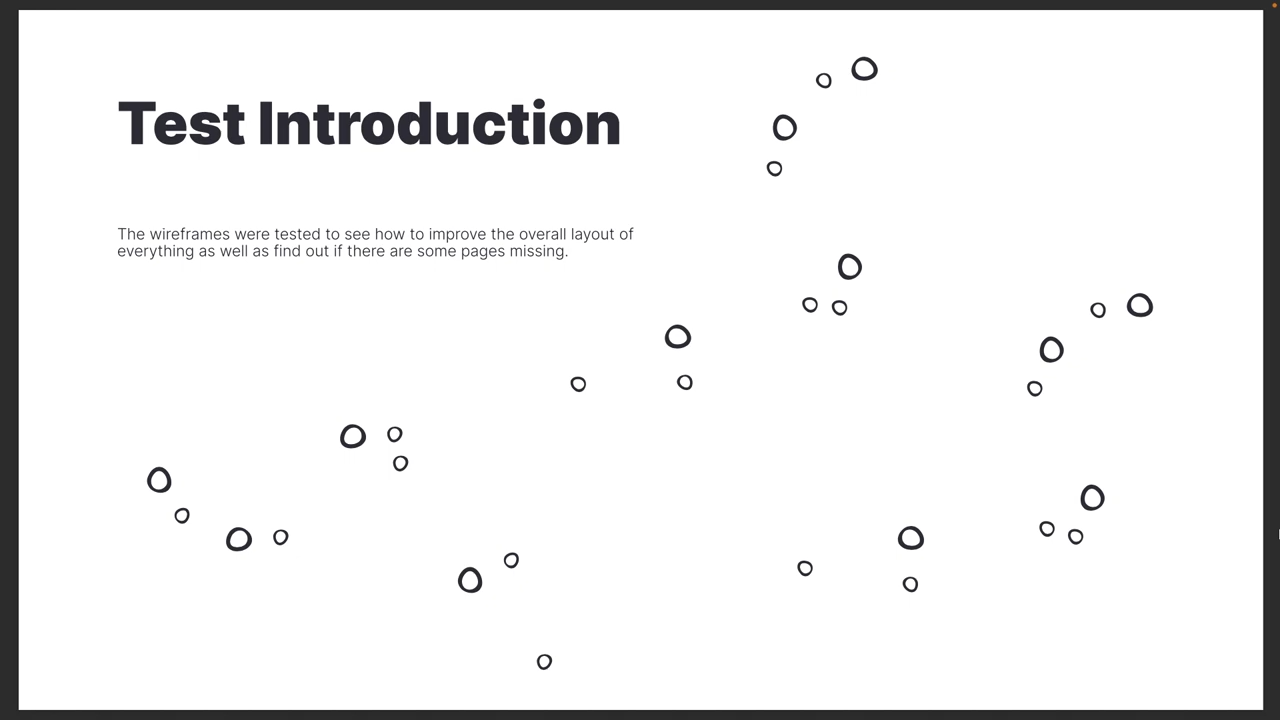 Test Introduction
The wireframes were tested to see how to improve the overall layout of
everything as well as find out if there are some pages missing.